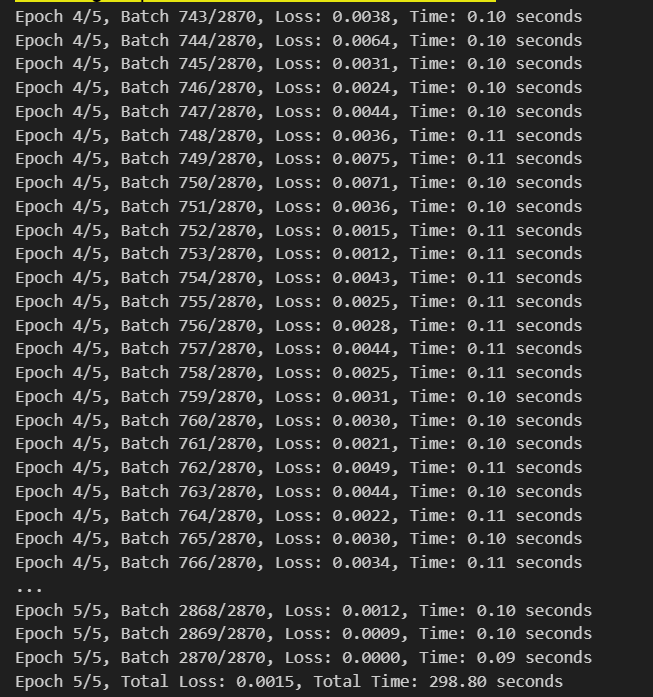 Epoch 4/5, Batch 743/2870, Loss: 0.0038, Time: 0.10 seconds
Epoch 4/5, Batch 744/2870, Loss: 0.0064, Time: 0.10 seconds
Epoch 4/5, Batch 745/2870, Loss: 0.0031, Time: 0.10 seconds
Epoch 4/5, Batch 746/2870, Loss: 0.0024, Time: 0.10 seconds
Epoch 4/5, Batch 747/2870, Loss: 0.0044, Time: 0.10 seconds
Epoch 4/5, Batch 748/2870, Loss: 0.0036, Time: 0.11 seconds
Epoch 4/5, Batch 749/2870, Loss: 0.0075, Time: 0.11 seconds
Epoch 4/5, Batch 750/2870, Loss: 0.0071, Time: 0.10 seconds
Epoch 4/5, Batch 751/2870, Loss: 0.0036, Time: 0.10 seconds
Epoch 4/5, Batch 752/2870, Loss: 0.0015, Time: 0.11 seconds
Epoch 4/5, Batch 753/2870, Loss: 0.0012, Time: 0.11 seconds
Epoch 4/5, Batch 754/2870, Loss: 0.0043, Time: 0.11 seconds
Epoch 4/5, Batch 755/2870, Loss: 0.0025, Time: 0.11 seconds
Epoch 4/5, Batch 756/2870, Loss: 0.0028, Time: 0.11 seconds
Epoch 4/5, Batch 757/2870, Loss: 0.0044, Time: 0.11 seconds
Epoch 4/5, Batch 758/2870, Loss: 0.0025, Time: 0.11 seconds
Epoch 4/5, Batch 759/2870, Loss: 0.0031, Time: 0.10 seconds
Epoch 4/5, Batch 760/2870, Loss: 0.0030, Time: 0.10 seconds
Epoch 4/5, Batch 761/2870, Loss: 0.0021, Time: 0.10 seconds
Epoch 4/5, Batch 762/2870, Loss: 0.0049, Time: 0.11 seconds
Epoch 4/5, Batch 763/2870, Loss: 0.0044, Time: 0.10 seconds
Epoch 4/5, Batch 764/2870, Loss: 0.0022, Time: 0.11 seconds
Epoch 4/5, Batch 765/2870, Loss: 0.0030, Time: 0.10 seconds
Epoch 4/5, Batch 766/2870, Loss: 0.0034, Time: 0.11 seconds
...
Epoch 5/5, Batch 2868/2870, Loss: 0.0012, Time: 0.10 seconds
Epoch 5/5, Batch 2869/2870, Loss: 0.0009, Time: 0.10 seconds
Epoch 5/5, Batch 2870/2870, Loss: 0.0000, Time: 0.09 seconds
Epoch 5/5, Total Loss: 0.0015, Total Time: 298.80 seconds